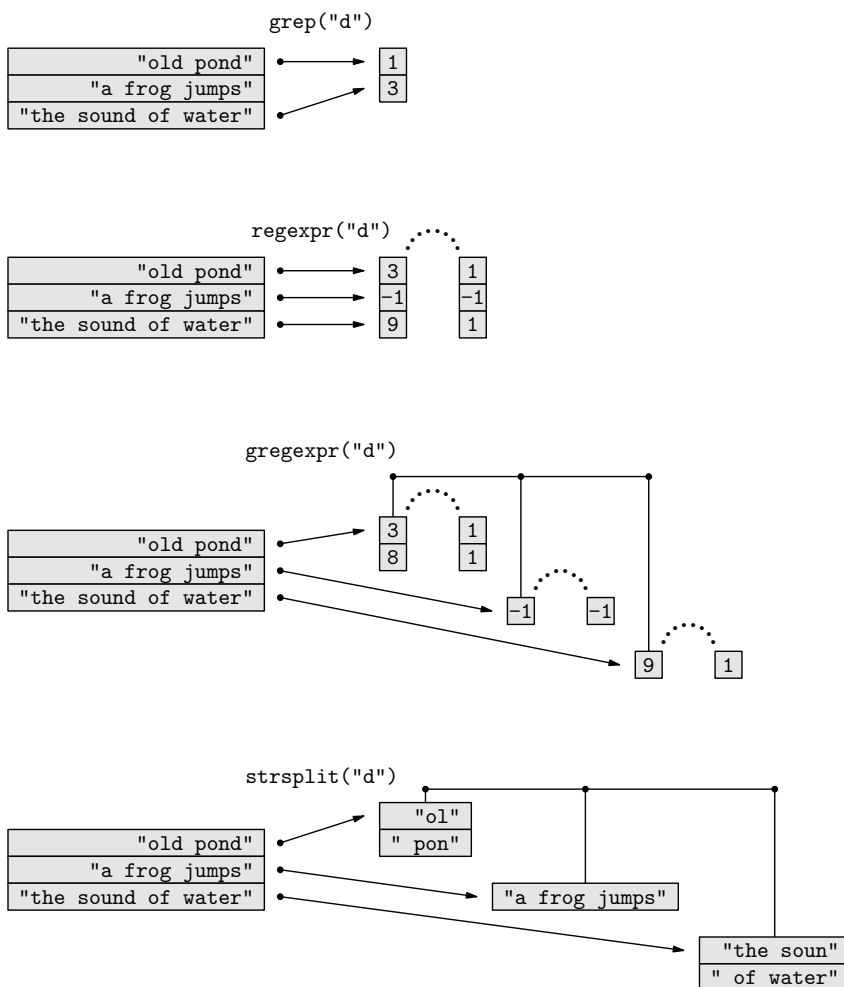 grep("d")
"old pond" 1
"a frog jumps" 3
"the sound of water"
regexpr("d")
"old pond" 3 1
"a frog jumps" -1 -1
"the sound of water" 9 1
gregexpr("d")
3 1
"old pond" 8 1
"a frog jumps"
"the sound of water" -1 -1
9 1
strsplit("d")
"ol"
"old pond" " pon"
"a frog jumps"
"the sound of water" "a frog jumps"
"the soun"
" of water"